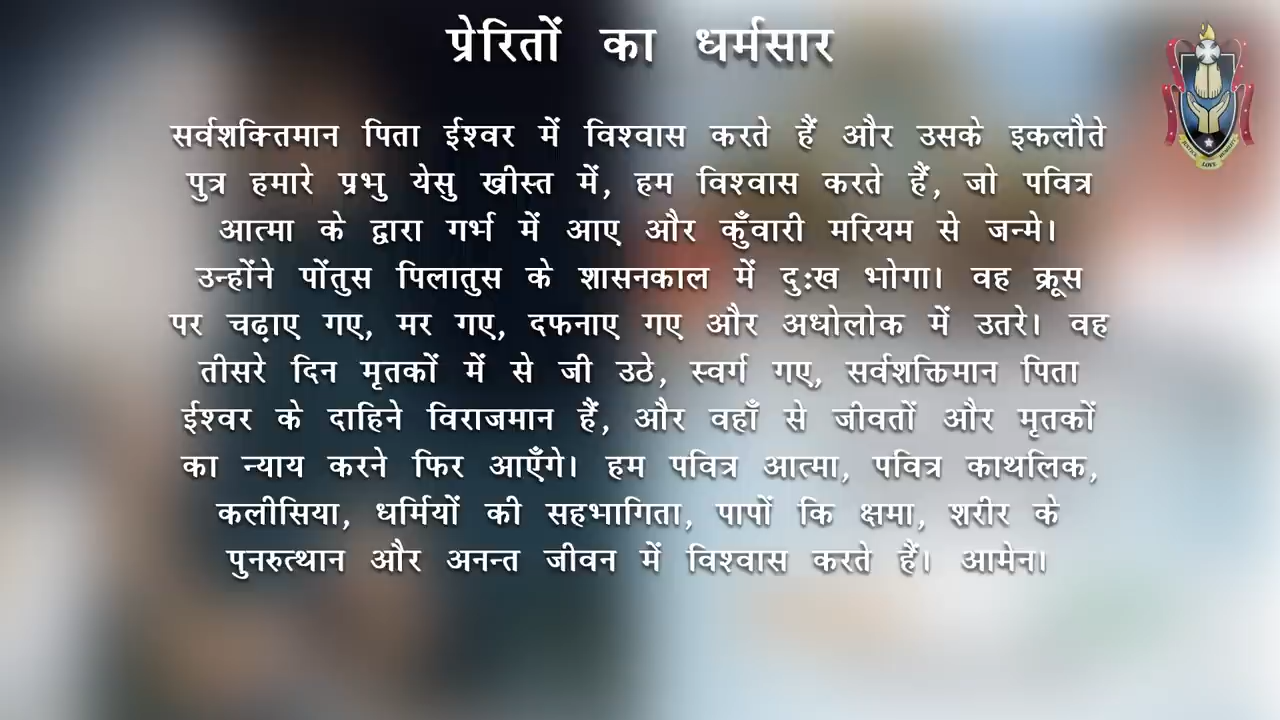 प्रेरितों का धर्मसार
सर्वशक्तिमान पिता ईश्वर में विश्वास करते हैं और उसके इकलौते
पुत्र हमारे प्रभु येसु ख्रीस्त में, हम विश्वास करते हैं, जो पवित्र
आत्मा के द्वारा गर्भ में आए और कुँवारी मरियम से जन्मे।
उन्होंने पोंतुस पिलातुस के शासनकाल में दु:ख भोगा। वह क्रूस
पर चढ़ाए गए, मर गए, दफनाए गए और अधोलोक में उतरे। वह
तीसरे दिन मृतकों में से जी उठे, स्वर्ग गए, सर्वशक्तिमान पिता
ईश्वर के दाहिने विराजमान हैं, और वहाँ से जीवतों और मृतकों
का न्याय करने फिर आएँगे। हम पवित्र आत्मा, पवित्र काथलिक,
कलीसिया, धर्मियों की सहभागिता, पापों कि क्षमा, शरीर के
पुनरुत्थान और अनन्त जीवन में विश्वास करते हैं। आमेन।
LOVE